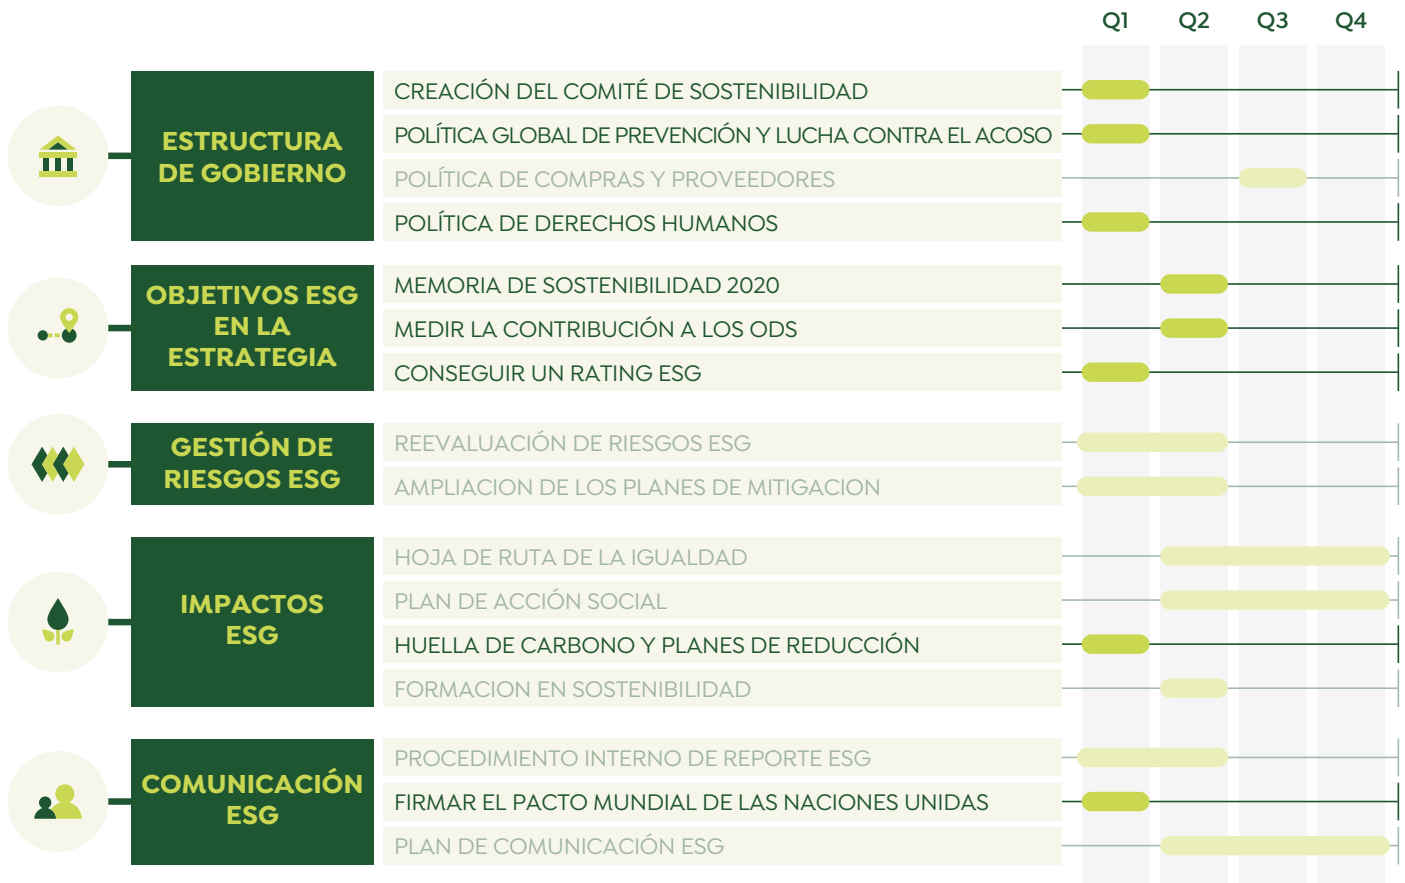 Q1 Q2 Q3 Q4
ESTRUCTURA
DE GOBIERNO
CREACIÓN DEL COMITÉ DE SOSTENIBILIDAD
POLÍTICA GLOBAL DE PREVENCIÓN Y LUCHA CONTRA EL ACOSO
POLÍTICA DE COMPRAS Y PROVEEDORES
POLÍTICA DE DERECHOS HUMANOS
OBJETIVOS ESG
EN LA
ESTRATEGIA
MEMORIA DE SOSTENIBILIDAD 2020
MEDIR LA CONTRIBUCIÓN A LOS ODS
CONSEGUIR UN RATING ESG
GESTIÓN DE
RIESGOS ESG
REEVALUACIÓN DE RIESGOS ESG
AMPLIACION DE LOS PLANES DE MITIGACION
IMPACTOS
ESG
HOJA DE RUTA DE LA IGUALDAD
PLAN DE ACCIÓN SOCIAL
HUELLA DE CARBONO Y PLANES DE REDUCCIÓN
FORMACION EN SOSTENIBILIDAD
COMUNICACIÓN
ESG
PROCEDIMIENTO INTERNO DE REPORTE ESG
FIRMAR EL PACTO MUNDIAL DE LAS NACIONES UNIDAS
PLAN DE COMUNICACIÓN ESG